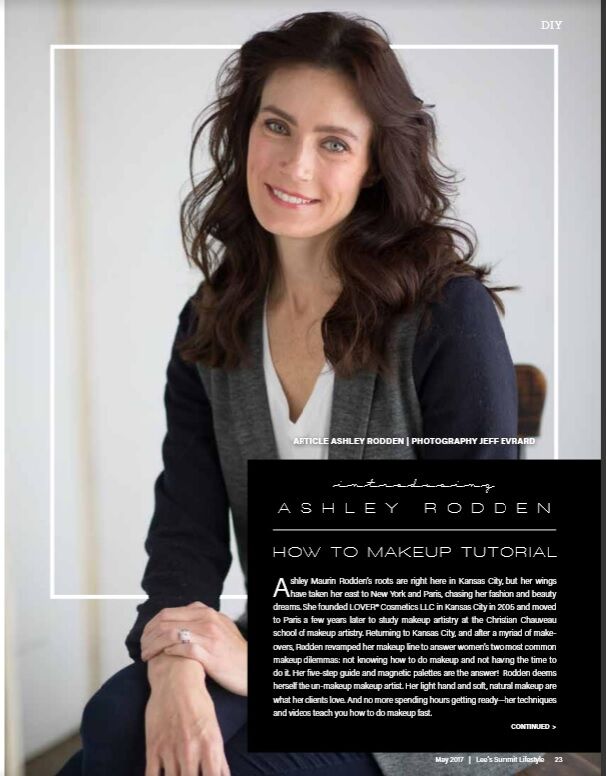 DIY
ARTICLE ASHLEY RODDEN | PHOTOGRAPHY JEFF EVRARD
introducing
ASHLEY RODDEN
HOW TO MAKEUP TUTORIAL
Ashley Maurin Rodden's roots are right here in Kansas City, but her wings
have taken her east to New York and Paris, chasing her fashion and beauty
dreams. She founded LOVER* Cosmetics LLC in Kansas City in 2005 and moved
to Paris a few years later to study makeup artistry at the Christian Chauveau
school of makeup artistry. Returning to Kansas City, and after a myriad of make-
overs, Rodden revamped her makeup line to answer women's two most common
makeup dilemmas: not knowing how to do makeup and not having the time to
do it. Her five-step guide and magnetic palettes are the answer! Rodden deems
herself the un-makeup makeup artist. Her light hand and soft, natural makeup are
what her clients love. And no more spending hours getting ready—her techniques
and videos teach you how to do makeup fast.
CONTINUED >
May 2017 | Lee's Summit Lifestyle 23